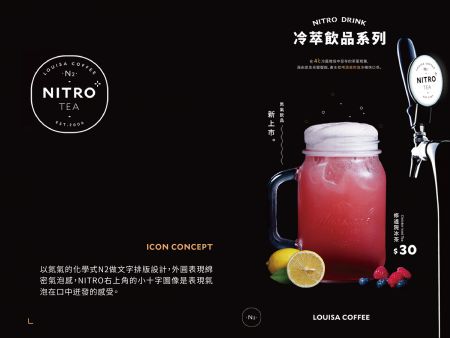 LOUISA COFFEE
·N2·
NITRO
TEA
EST.2006
ICON CONCEPT
以氮氣的化學式N2做文字排版設計，外圈表現綿
密氣泡感，NITRO右上角的小十字圖像是表現氣
泡在口中迸發的感受。
NITRO DRINK
冷萃飲品系列
氮氣飲品
新上市。
NITRO
TEA
$30
·N2·
LOUISA COFFEE